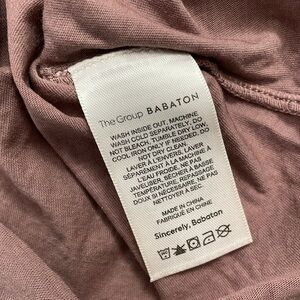 The Group BABATON
WASH INSIDE OUT, MACHINE
WASH COLD SEPARATELY, DO
NOT BLEACH, TUMBLE DRY LOW,
COOL IRON ONLY IF NEEDED, DO
NOT DRY CLEAN
LAVER À L'ENVERS, LAVER
SÉPARÉMENT À LA MACHINE À
L'EAU FROIDE, NE PAS
JAVELISER, SÉCHER À BASSE
TEMPÉRATURE, REPASSAGE
DOUX SI NÉCESSAIRE, NE PAS
NETTOYER À SEC
MADE IN CHINA
FABRIQUÉ EN CHINE
Sincerely, Babaton